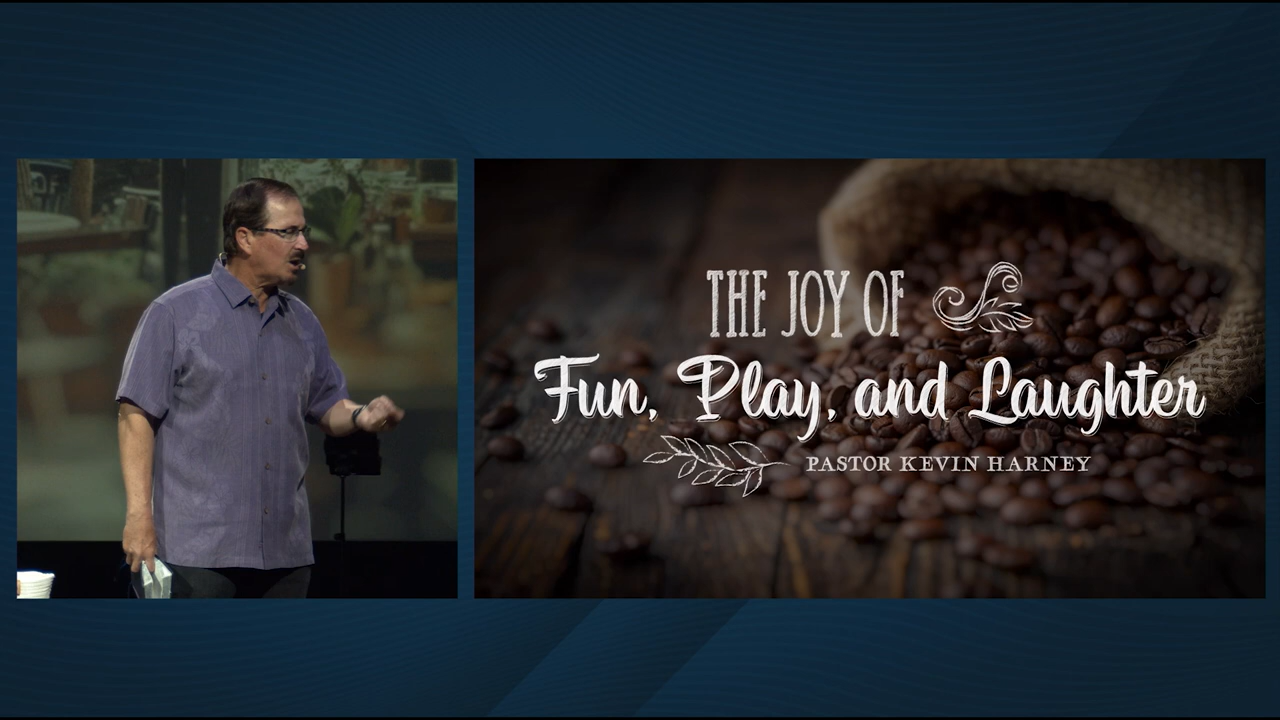 THE JOY OF
Fun, Play, and Laughter
PASTOR KEVIN HARNEY